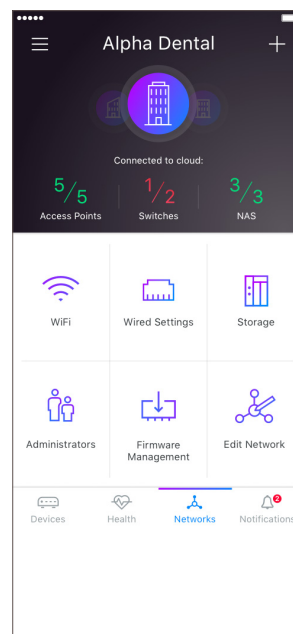 Alpha Dental
Connected to cloud:
5/5
1/2
3/3
Access Points
Switches
NAS
WiFi
Wired Settings
Storage
Administrators
Firmware
Management
Edit Network
2
Devices
Health
Networks
Notifications